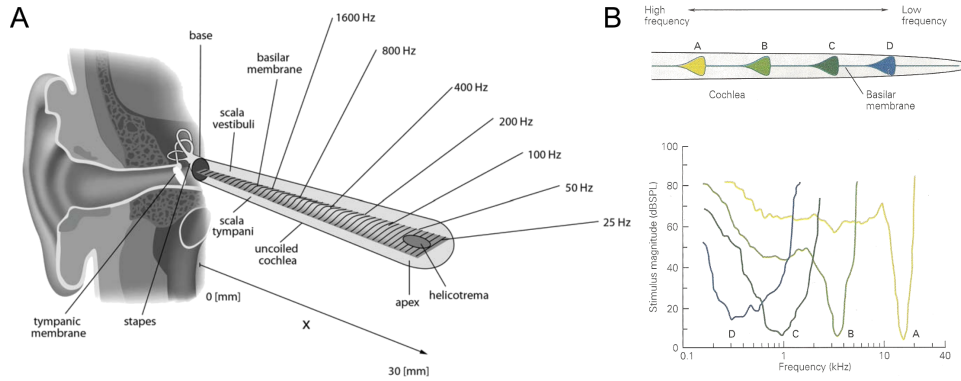 A
base
1600 Hz
basilar
membrane
800 Hz
scala
vestibuli
400 Hz
200 Hz
100 Hz
50 Hz
25 Hz
scala
tympani
uncoiled
cochlea
helicotrema
apex
0 [mm]
tympanic
membrane
stapes
x
30 [mm]
B
High
frequency
Low
frequency
A
B
C
D
Cochlea
Basilar
membrane
100
80
60
40
20
0
Stimulus magnitude (dBSPL)
D
C
B
A
0.1
1
10
40
Frequency (kHz)